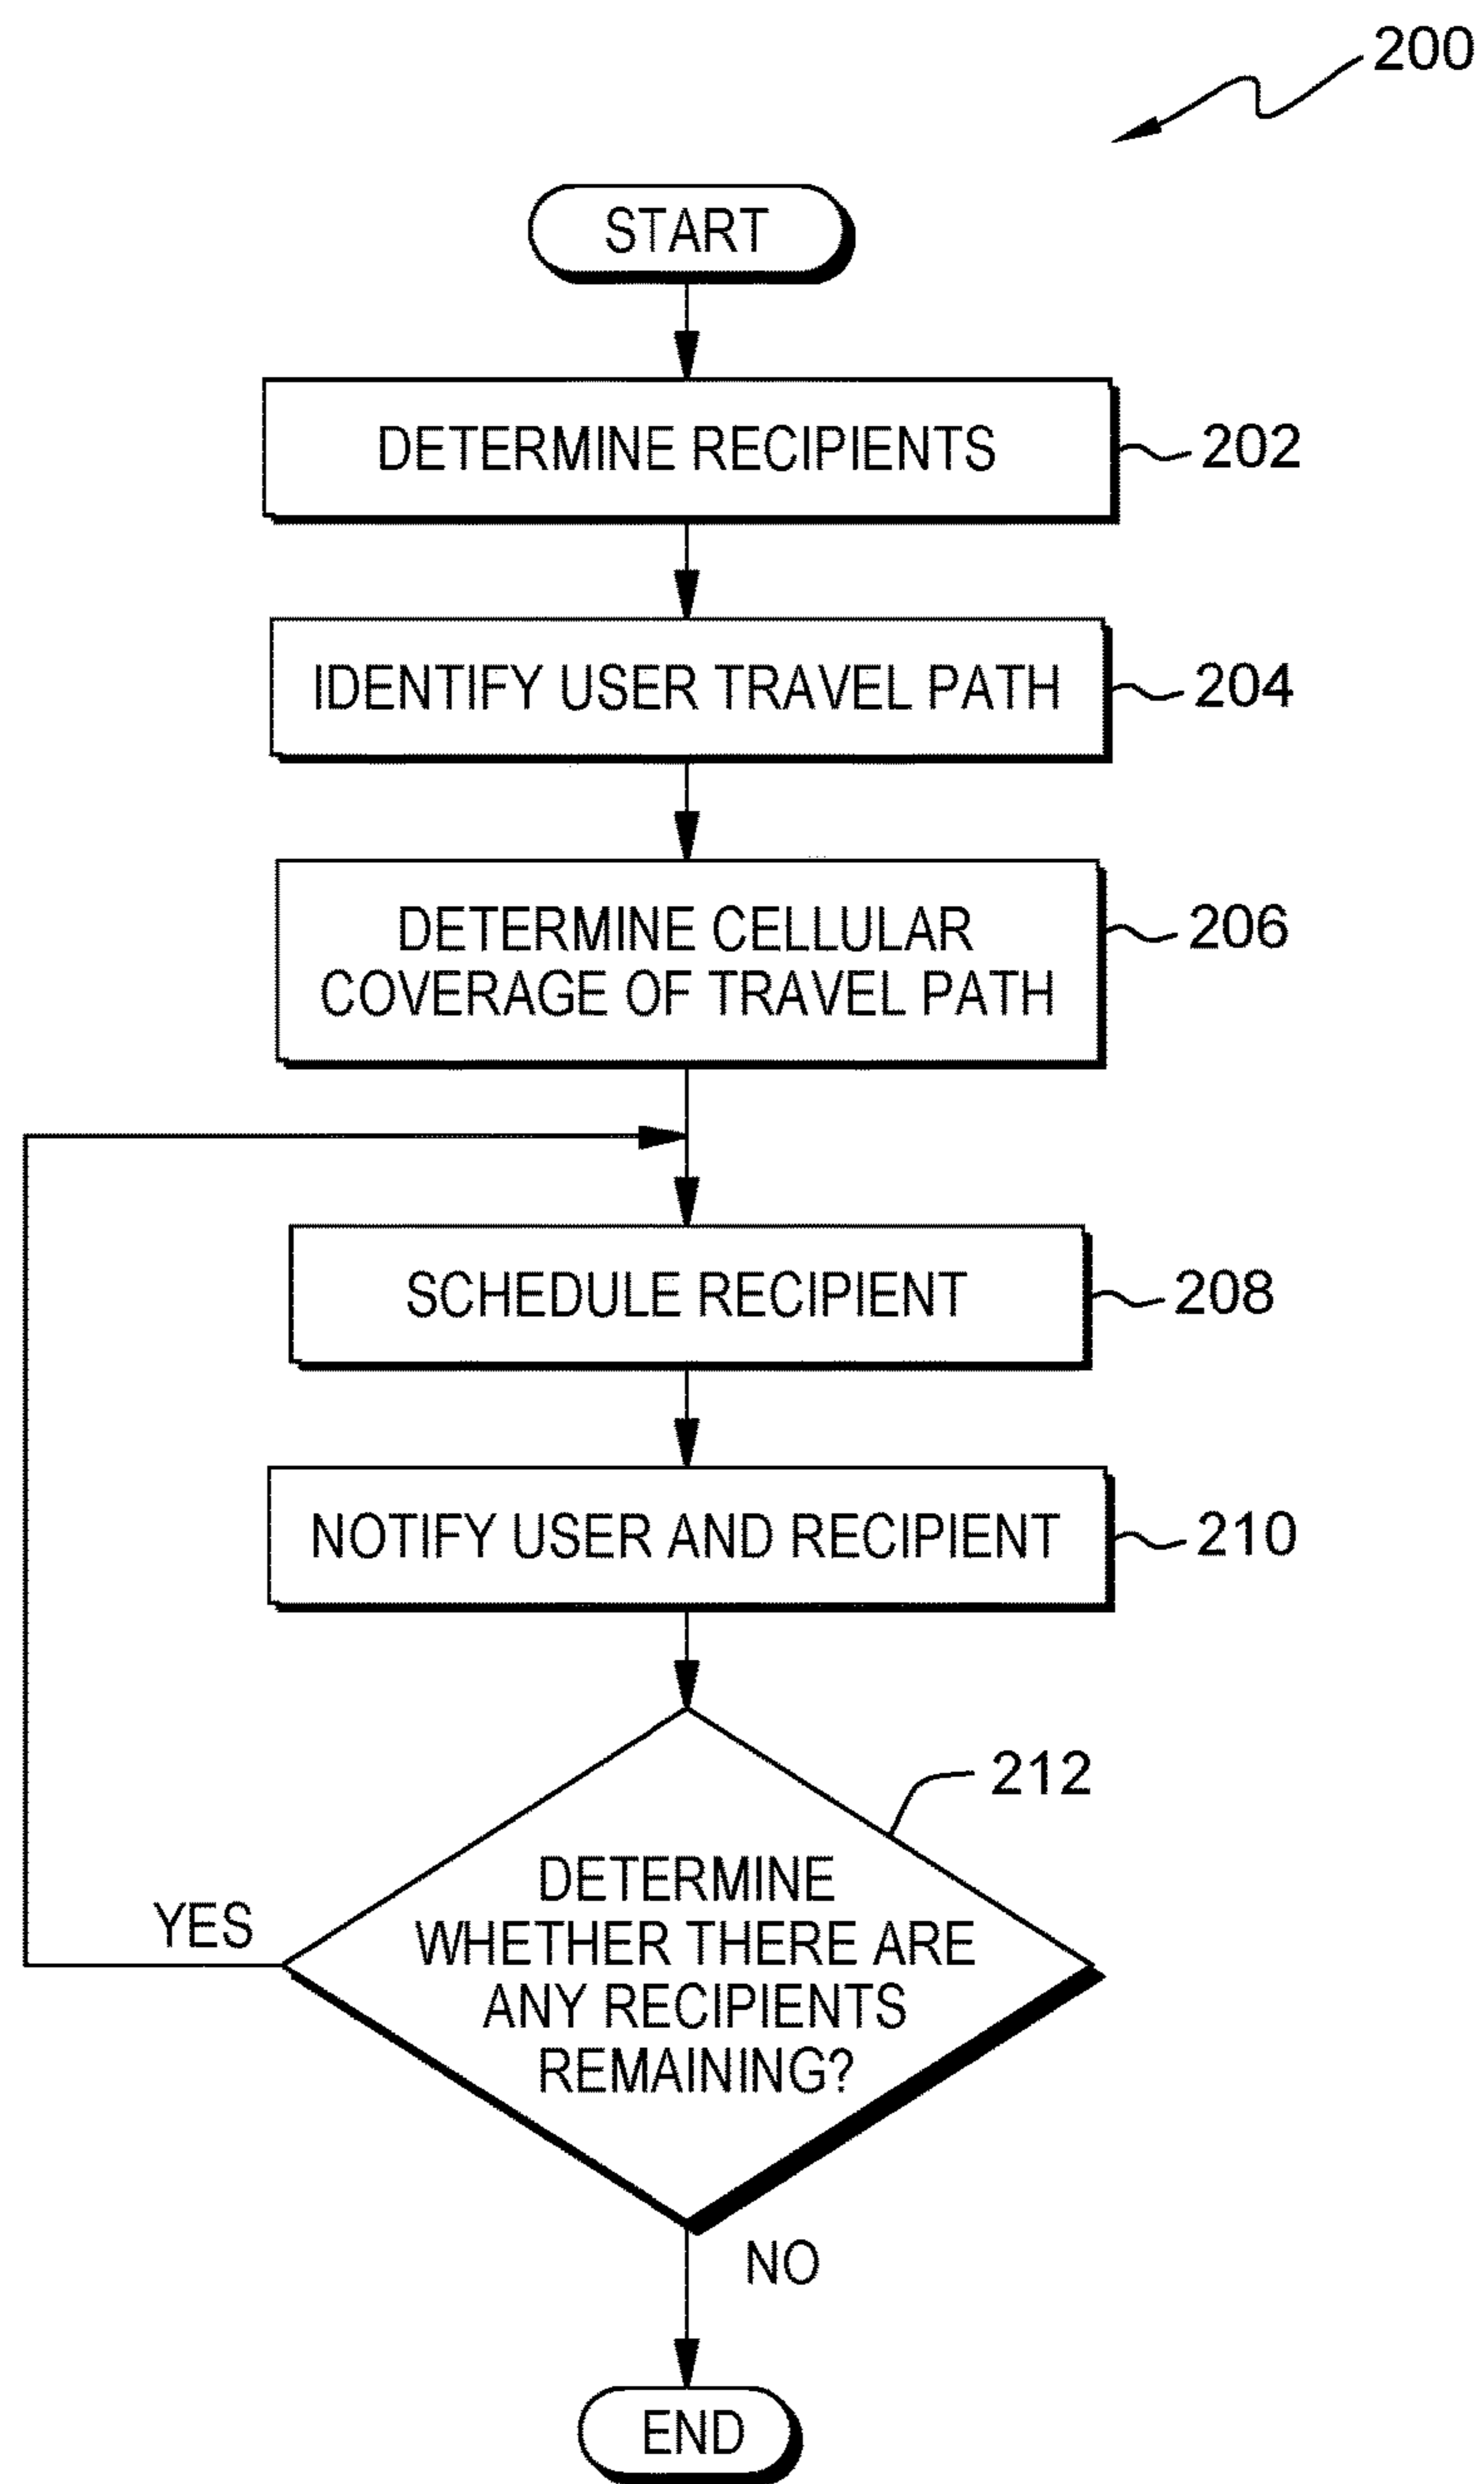 200
START
DETERMINE RECIPIENTS
202
IDENTIFY USER TRAVEL PATH
204
DETERMINE CELLULAR
COVERAGE OF TRAVEL PATH
206
SCHEDULE RECIPIENT
208
NOTIFY USER AND RECIPIENT
210
212
DETERMINE
WHETHER THERE ARE
ANY RECIPIENTS
REMAINING?
YES
NO
END